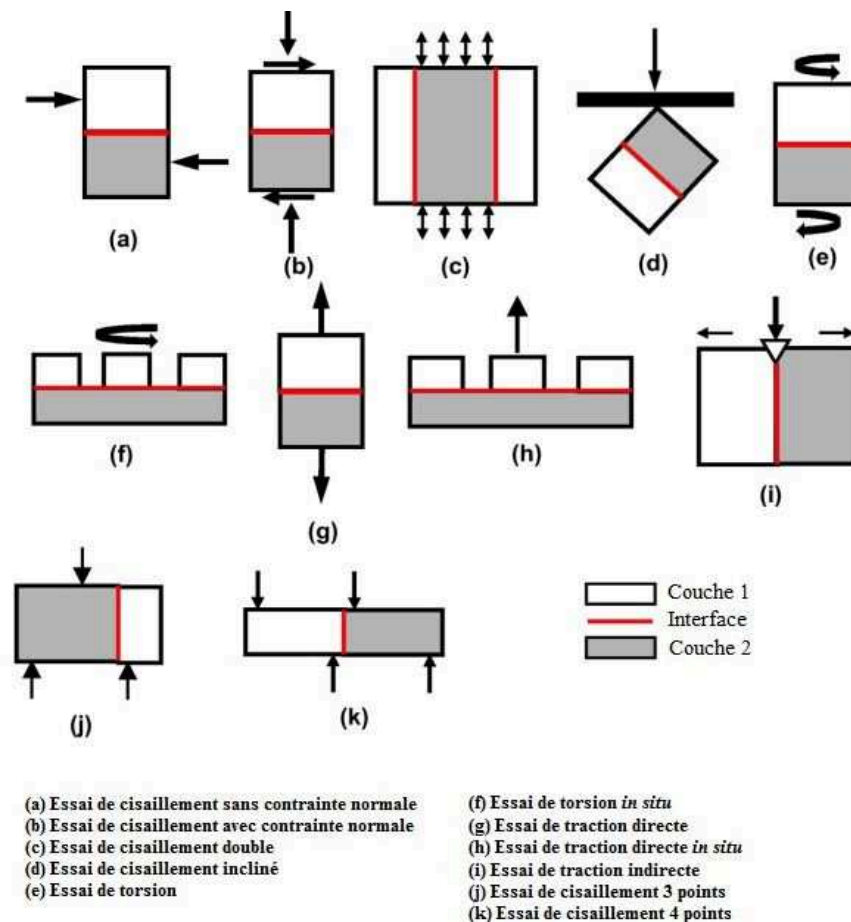 (a)
(b)
(c)
(d)
(e)
(f)
(g)
(h)
(i)
(j)
(k)
Couche 1
Interface
Couche 2
(a) Essai de cisaillement sans contrainte normale
(b) Essai de cisaillement avec contrainte normale
(c) Essai de cisaillement double
(d) Essai de cisaillement incliné
(e) Essai de torsion
(f) Essai de torsion in situ
(g) Essai de traction directe
(h) Essai de traction directe in situ
(i) Essai de traction indirecte
(j) Essai de cisaillement 3 points
(k) Essai de cisaillement 4 points